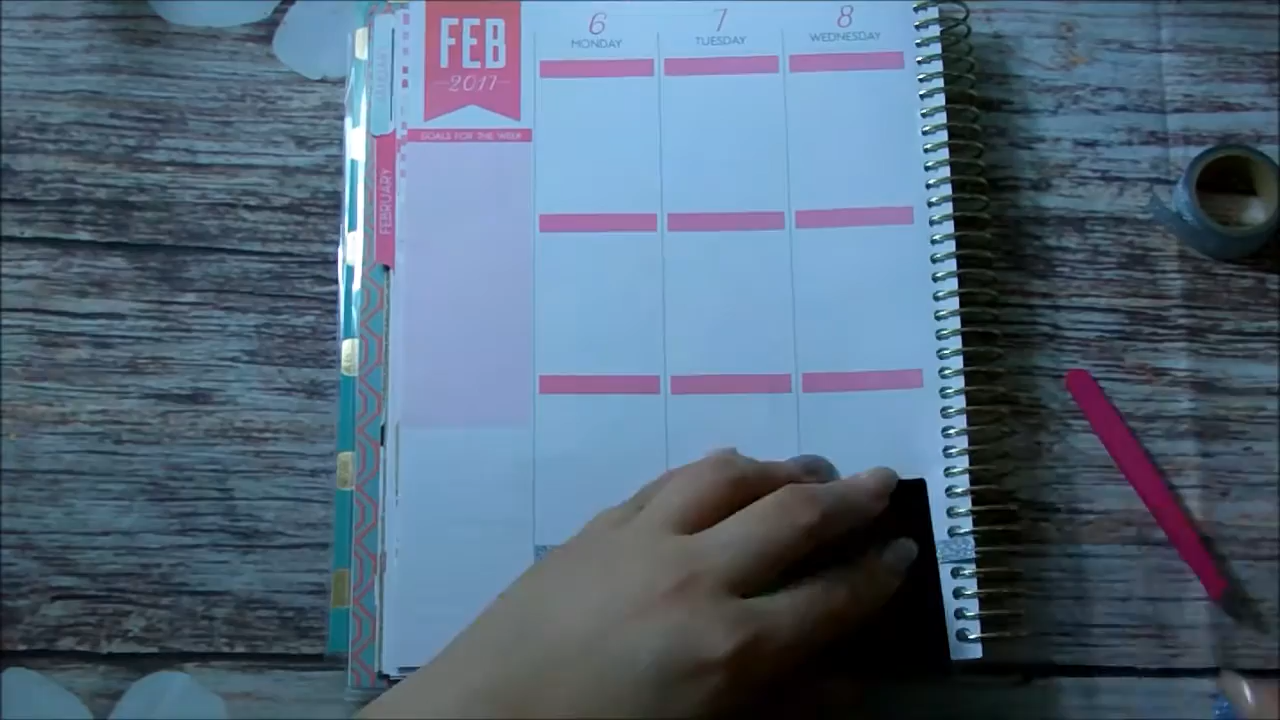 FEB
2017
6
MONDAY
7
TUESDAY
8
WEDNESDAY
GOALS FOR THE WEEK
FEBRUARY